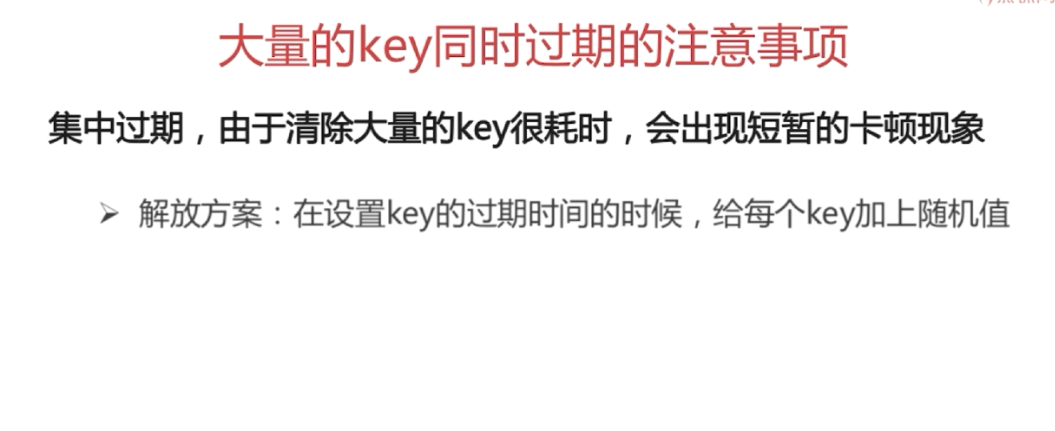 大量的key同时过期的注意事项
集中过期，由于清除大量的key很耗时，会出现短暂的卡顿现象
➢ 解放方案：在设置key的过期时间的时候，给每个key加上随机值